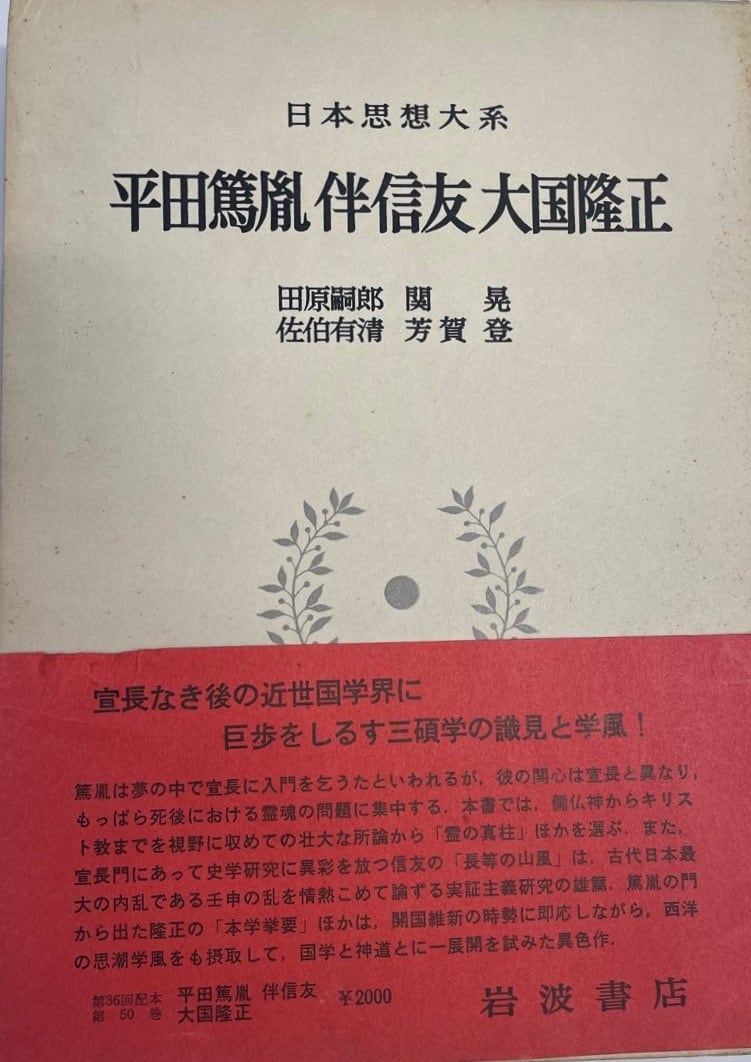 日本思想大系
平田篤胤 伴信友 大国隆正
田原嗣郎 関 晃
佐伯有清 芳賀 登
宣長なき後の近世国学界に
巨歩をしるす三碩学の識見と学風！
篤胤は夢の中で宣長に入門を乞うたといわれるが，彼の関心は宣長と異なり，
もっぱら死後における霊魂の問題に集中する．本書では，儒仏神からキリス
ト教までを視野に収めての壮大な所論から「霊の真柱」ほかを選ぶ．また，
宣長門にあって史学研究に異彩を放つ信友の「長等の山風」は，古代日本最
大の内乱である壬申の乱を情熱こめて論ずる実証主義研究の雄篇．篤胤の門
から出た隆正の「本学挙要」ほかは，開国維新の時勢に即応しながら，西洋
の思潮学風をも摂取して，国学と神道とに一展開を試みた異色作．
第36回配本 平田篤胤 伴信友 ￥2000
第 50 巻 大国隆正
岩波書店